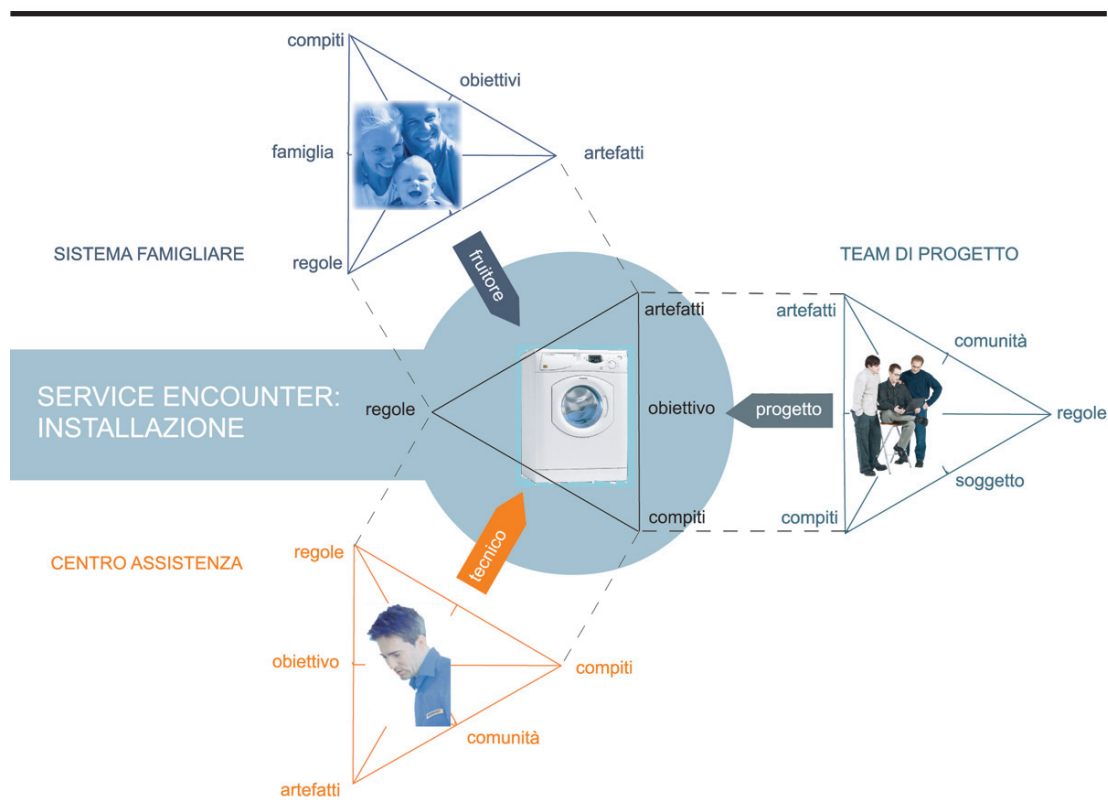 compiti
obiettivi
famiglia
artefatti
SISTEMA FAMIGLIARE
regole
fruitore
TEAM DI PROGETTO
artefatti
artefatti
comunità
SERVICE ENCOUNTER:
INSTALLAZIONE
regole
obiettivo
progetto
regole
soggetto
compiti
compiti
CENTRO ASSISTENZA
regole
tecnico
obiettivo
compiti
comunità
artefatti